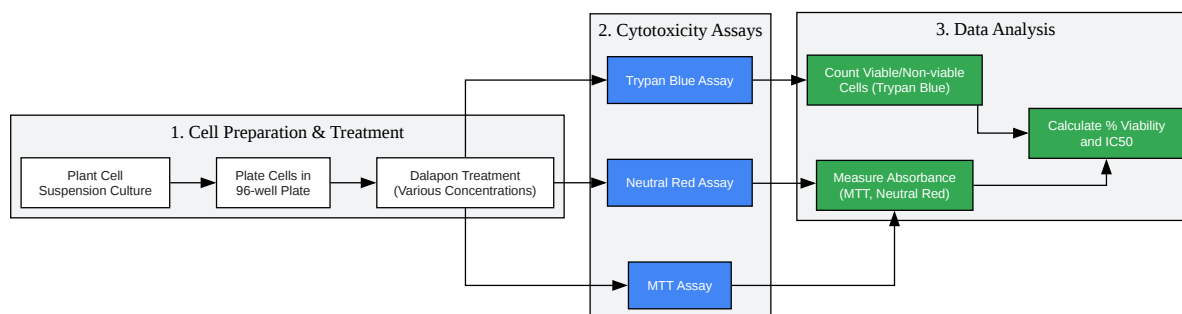 1. Cell Preparation & Treatment
Plant Cell
Suspension Culture
Plate Cells in
96-well Plate
Dalapon Treatment
(Various Concentrations)
2. Cytotoxicity Assays
Trypan Blue Assay
Neutral Red Assay
MTT Assay
3. Data Analysis
Count Viable/Non-viable
Cells (Trypan Blue)
Measure Absorbance
(MTT, Neutral Red)
Calculate % Viability
and IC50